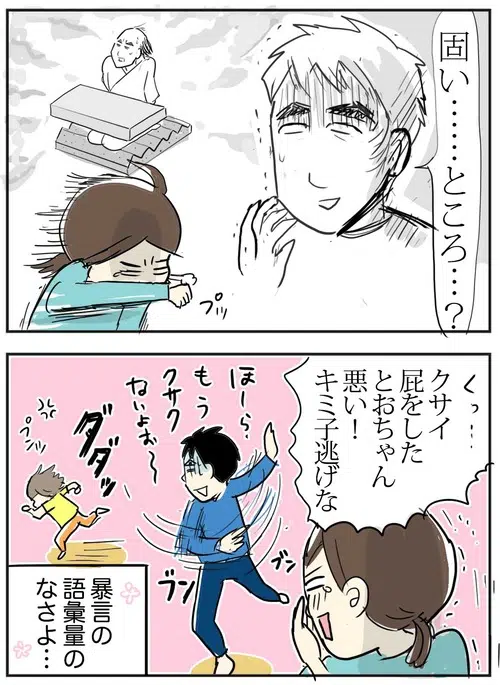 固い……ところ…？
プッ
くっ…
クサイ
屁をした
とおちゃん
悪い！
キミ子逃げな
ほーら、
もう
クサク
ないよぉ〜
ダダッ
プンッ
ブンッ
ブンッ
暴言の
語彙量の
なさよ…